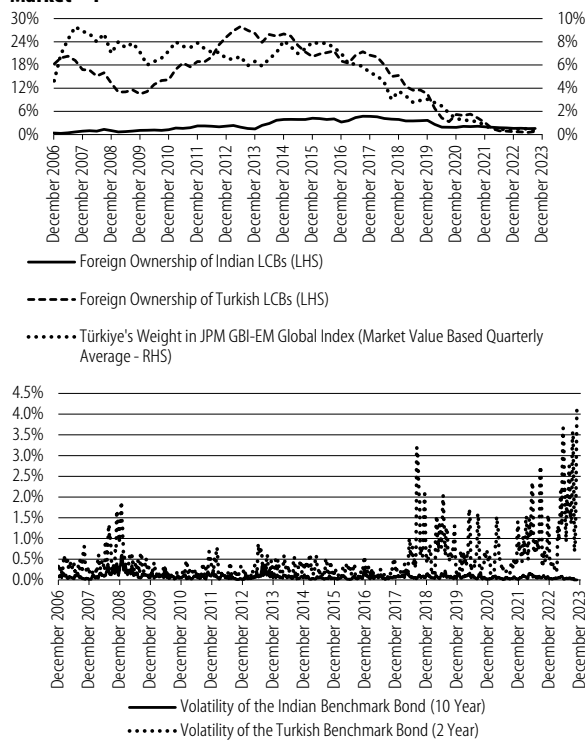 30%
24%
18%
12%
6%
0%
10%
8%
6%
4%
2%
0%
December 2006
December 2007
December 2008
December 2009
December 2010
December 2011
December 2012
December 2013
December 2014
December 2015
December 2016
December 2017
December 2018
December 2019
December 2020
December 2021
December 2022
December 2023
Foreign Ownership of Indian LCBs (LHS)
Foreign Ownership of Turkish LCBs (LHS)
Türkiye's Weight in JPM GBI-EM Global Index (Market Value Based Quarterly
Average - RHS)
4.5%
4.0%
3.5%
3.0%
2.5%
2.0%
1.5%
1.0%
0.5%
0.0%
December 2006
December 2007
December 2008
December 2009
December 2010
December 2011
December 2012
December 2013
December 2014
December 2015
December 2016
December 2017
December 2018
December 2019
December 2020
December 2021
December 2022
December 2023
Volatility of the Indian Benchmark Bond (10 Year)
Volatility of the Turkish Benchmark Bond (2 Year)